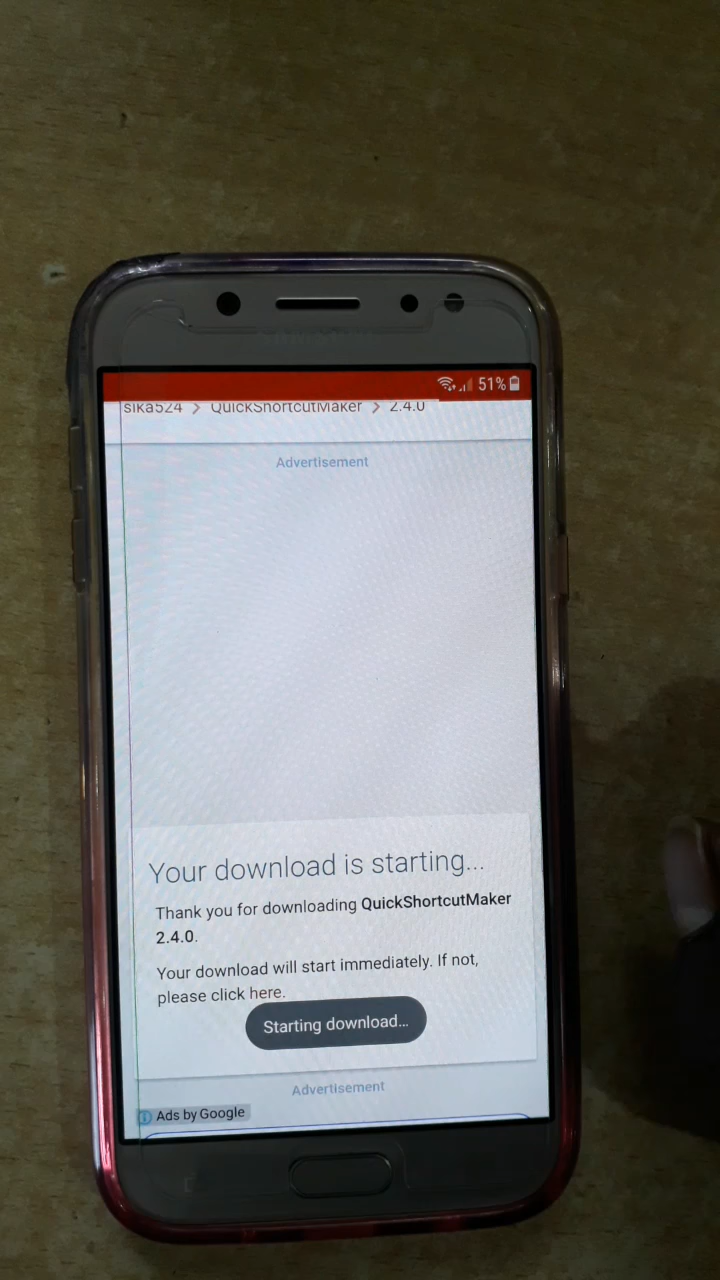 SAMSUNG
51%
sika524 > QuickShortcutMaker > 2.4.0
Advertisement
Your download is starting...
Thank you for downloading QuickShortcutMaker
2.4.0.
Your download will start immediately. If not,
please click here.
Starting download...
Advertisement
Ads by Google